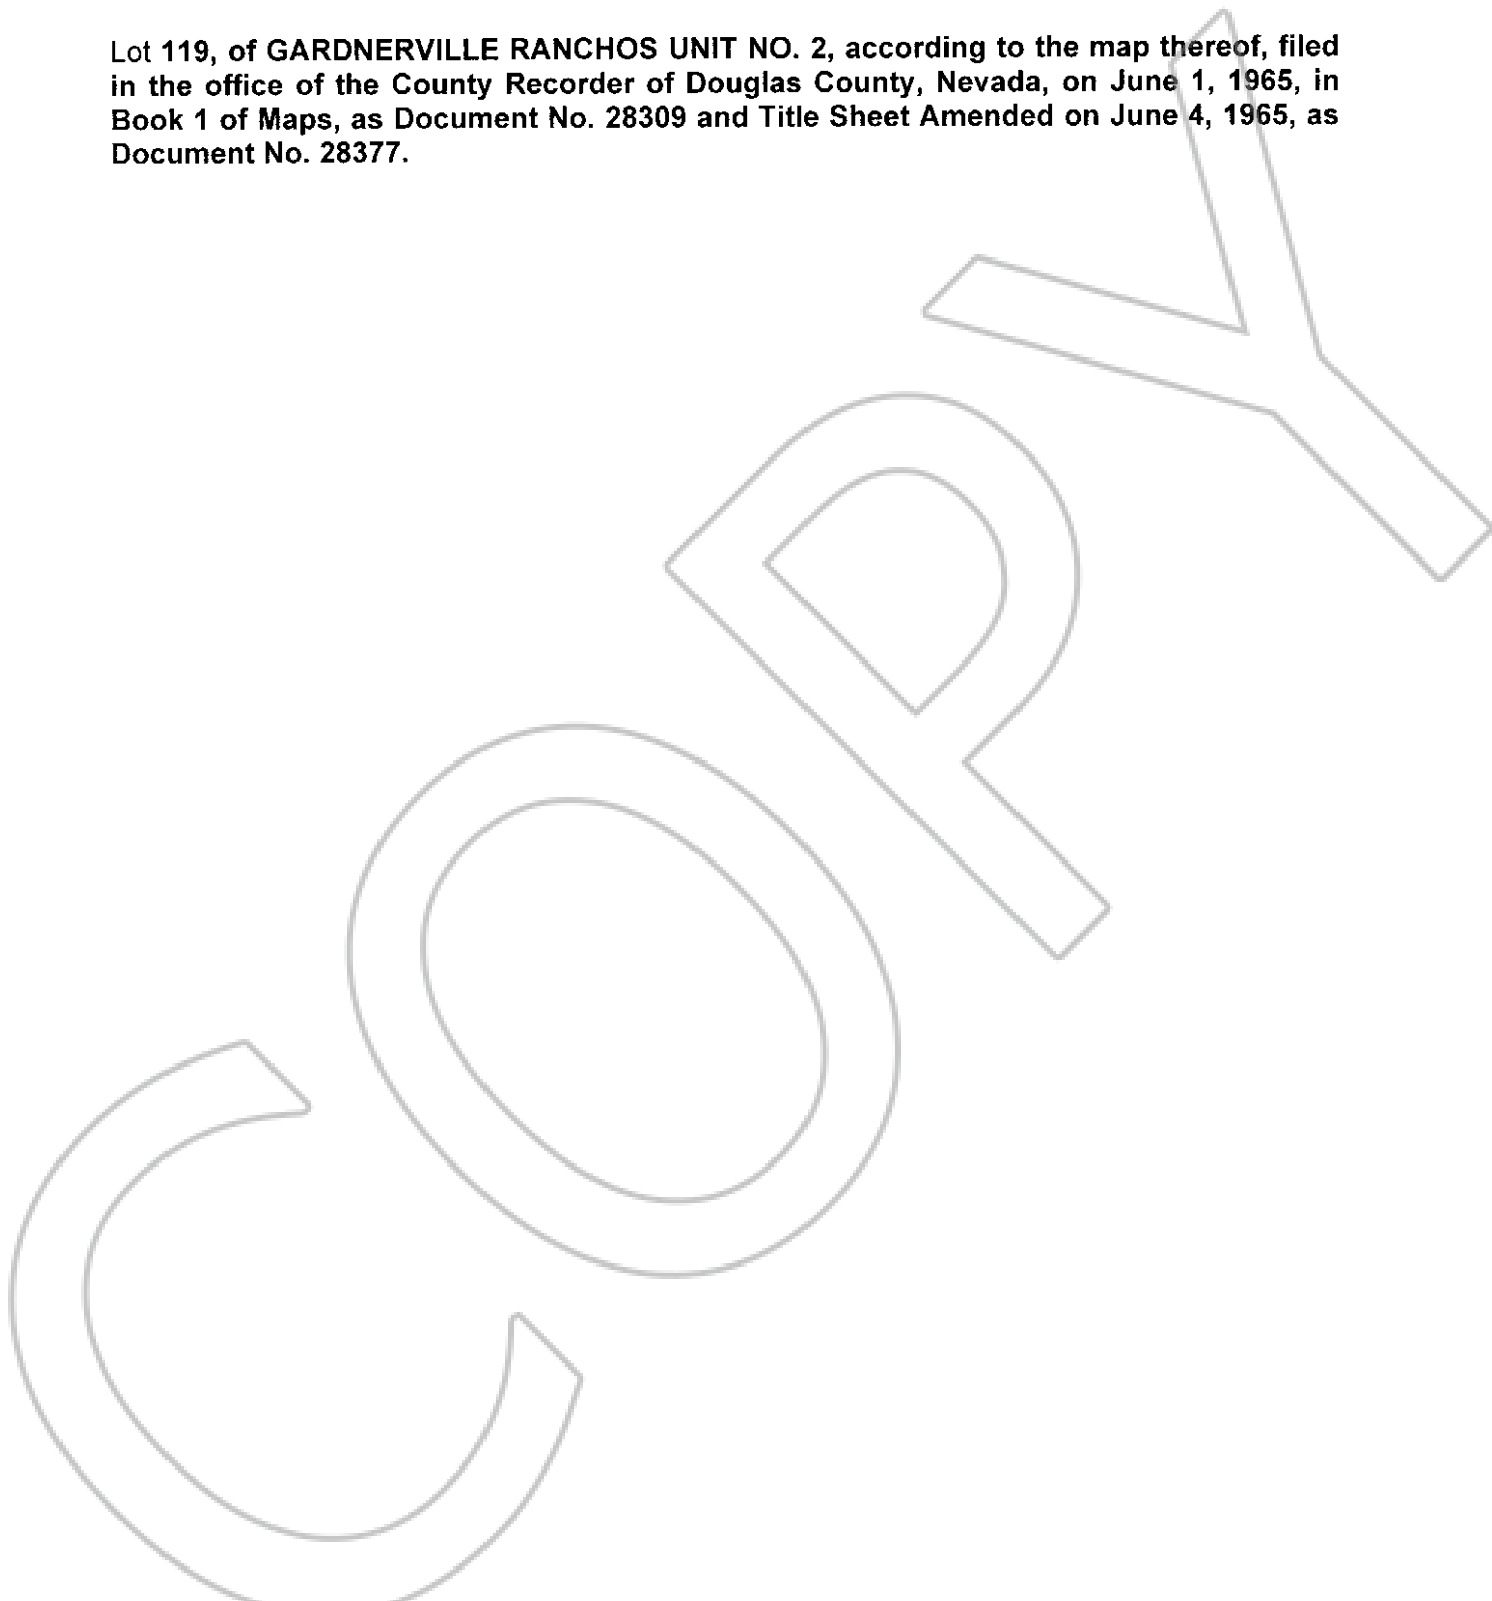 Lot 119, of GARDNERVILLE RANCHOS UNIT NO. 2, according to the map thereof, filed
in the office of the County Recorder of Douglas County, Nevada, on June 1, 1965, in
Book 1 of Maps, as Document No. 28309 and Title Sheet Amended on June 4, 1965, as
Document No. 28377.
COPY